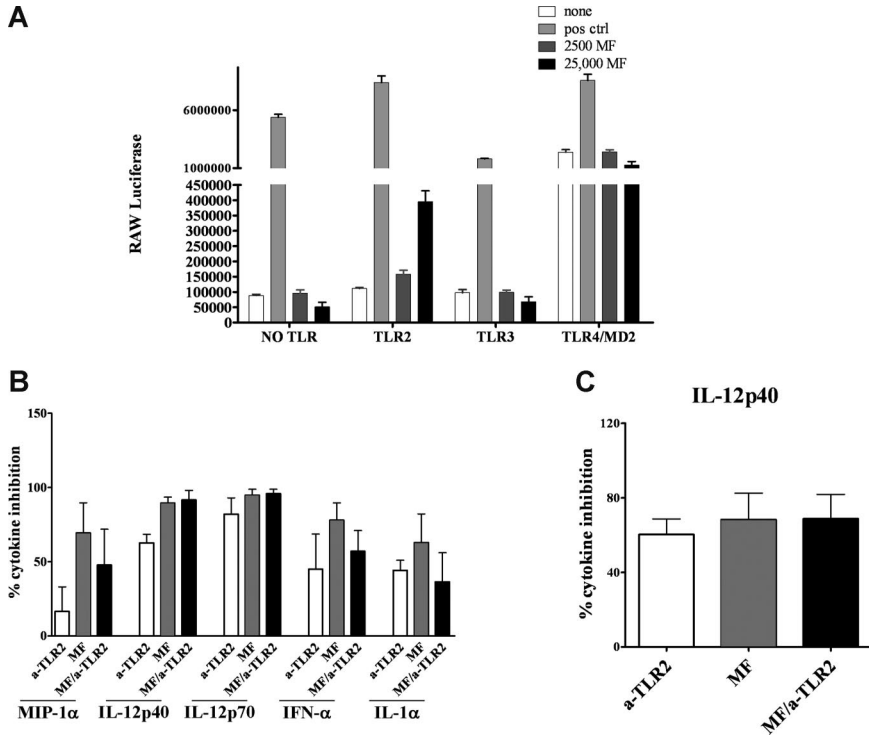 A
none
pos ctrl
2500 MF
25,000 MF
RAW Luciferase
6000000
1000000
450000
400000
350000
300000
250000
200000
150000
100000
50000
0
NO TLR
TLR2
TLR3
TLR4/MD2
B
% cytokine inhibition
150
100
50
0
a-TLR2
MF
MF/a-TLR2
a-TLR2
MF
MF/a-TLR2
a-TLR2
MF
MF/a-TLR2
a-TLR2
MF
MF/a-TLR2
a-TLR2
MF
MF/a-TLR2
MIP-1α
IL-12p40
IL-12p70
IFN-α
IL-1α
C
IL-12p40
% cytokine inhibition
120
80
40
0
a-TLR2
MF
MF/a-TLR2